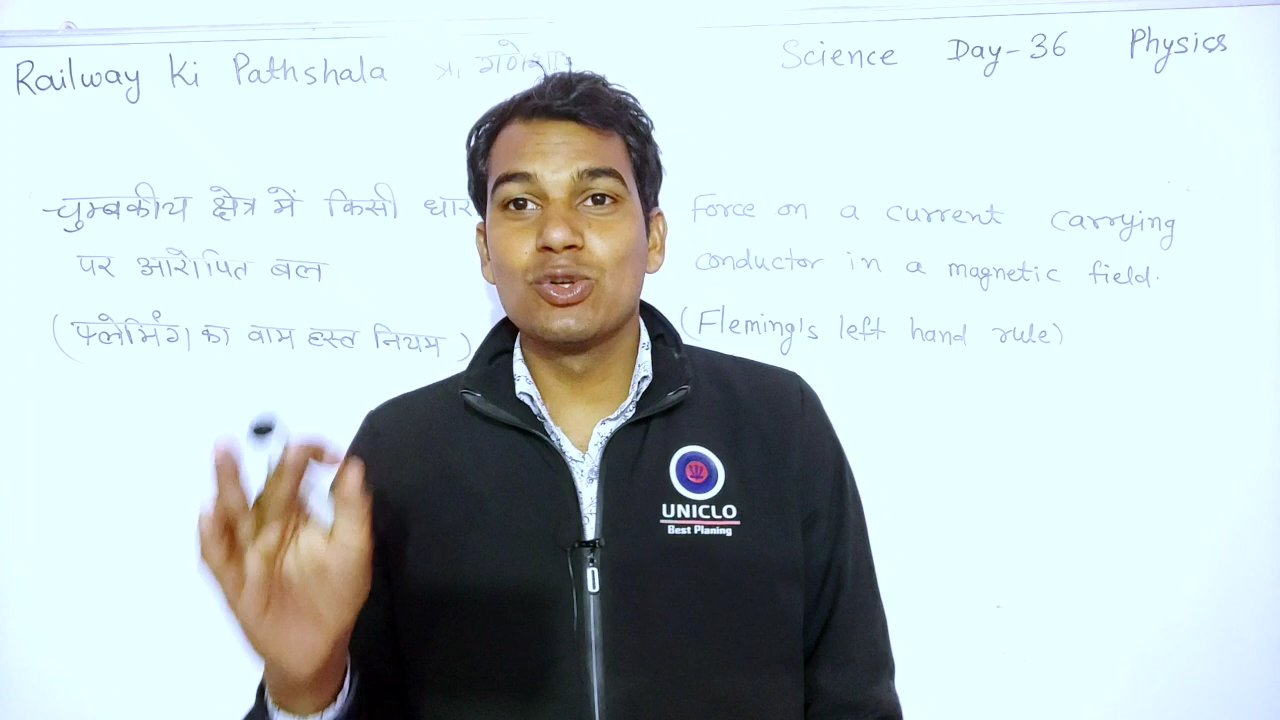 Railway Ki Pathshala
Science Day-36 Physics
चुम्बकीय क्षेत्र में किसी धार
पर आरोपित बल
(फ्लेमिंग का वाम हस्त नियम)
Force on a current carrying
conductor in a magnetic field.
(Fleming's left hand rule)
UNICLO
Best Planing